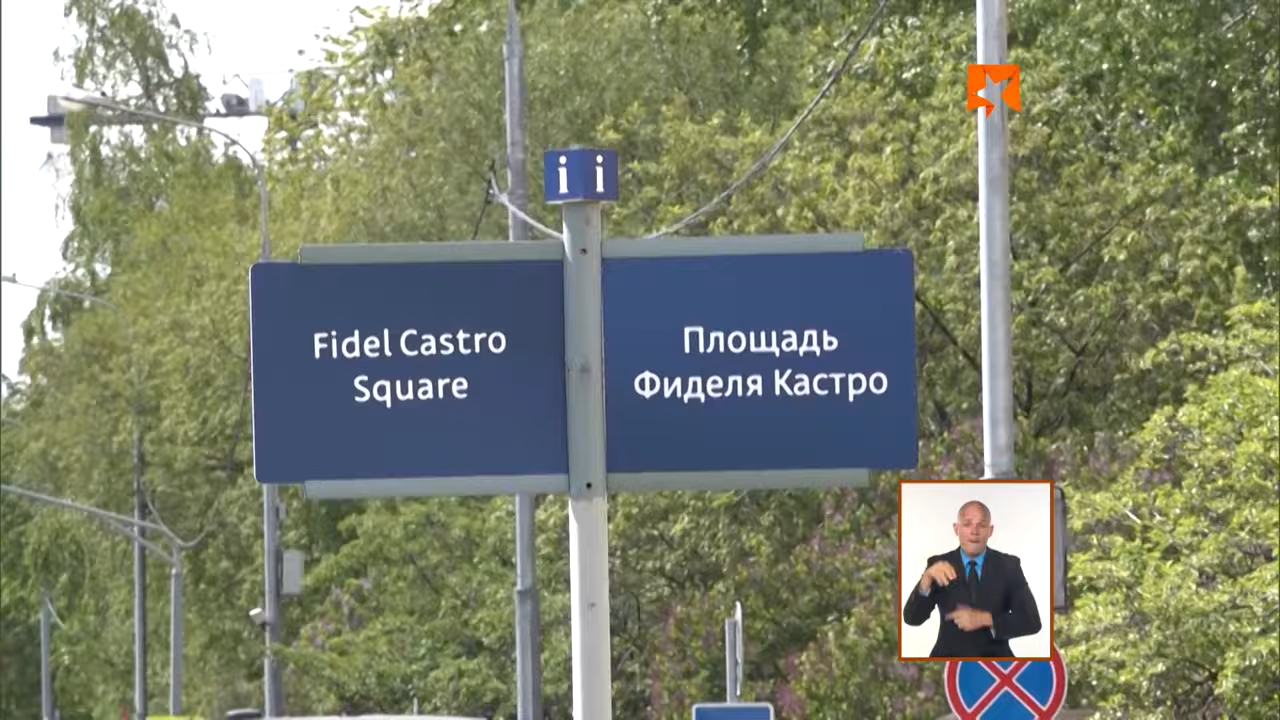 i i
Fidel Castro
Square
Площадь
Фиделя Кастро